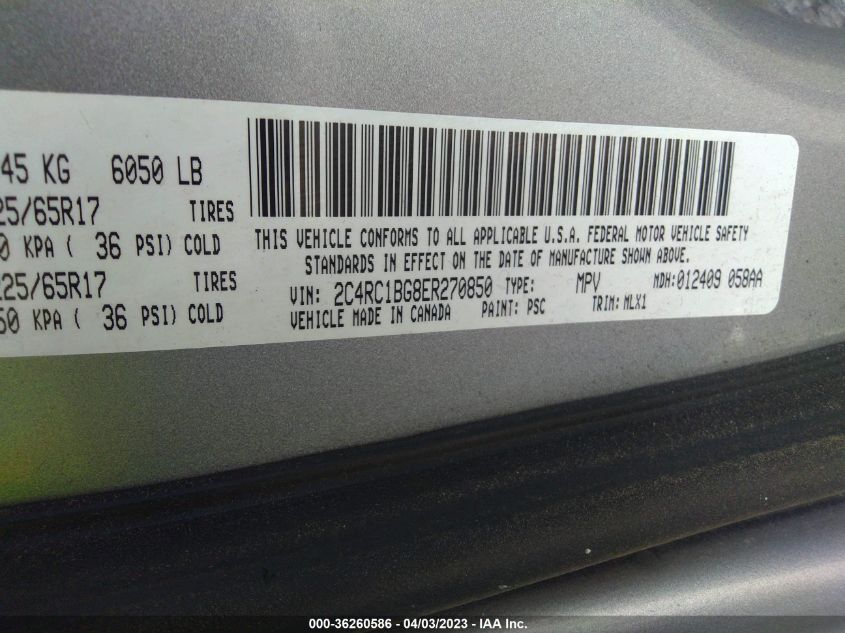 45 KG 6050 LB
25/65R17 TIRES
0 KPA ( 36 PSI) COLD
25/65R17 TIRES
50 KPA ( 36 PSI) COLD
THIS VEHICLE CONFORMS TO ALL APPLICABLE U.S.A. FEDERAL MOTOR VEHICLE SAFETY
STANDARDS IN EFFECT ON THE DATE OF MANUFACTURE SHOWN ABOVE.
VIN: 2C4RC1BG8ER270850 TYPE: MPV MDH:012409 058AA
VEHICLE MADE IN CANADA PAINT: PSC TRIM: MLX1
000-36260586 - 04/03/2023 - IAA Inc.